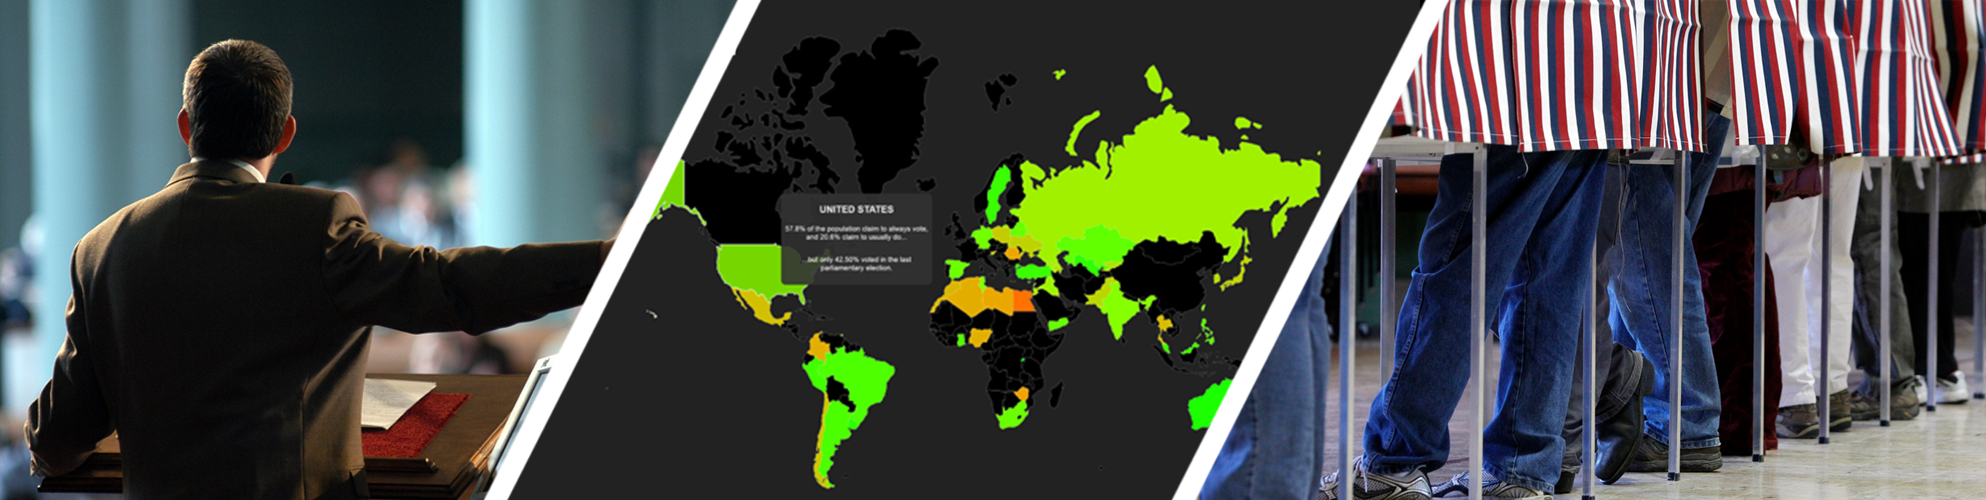 UNITED STATES
57.8% of the population claim to always vote,
and 20.6% claim to usually do...
...but only 42.50% voted in the last
parliamentary election.